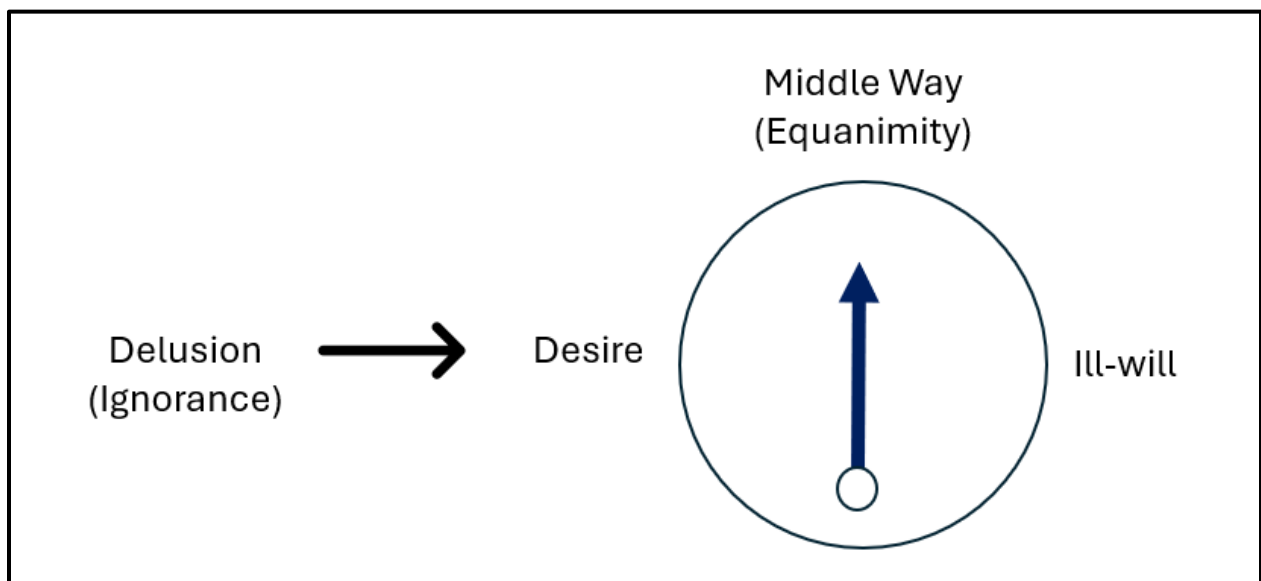 Middle Way
(Equanimity)
Delusion
(Ignorance)
Desire
Ill-will